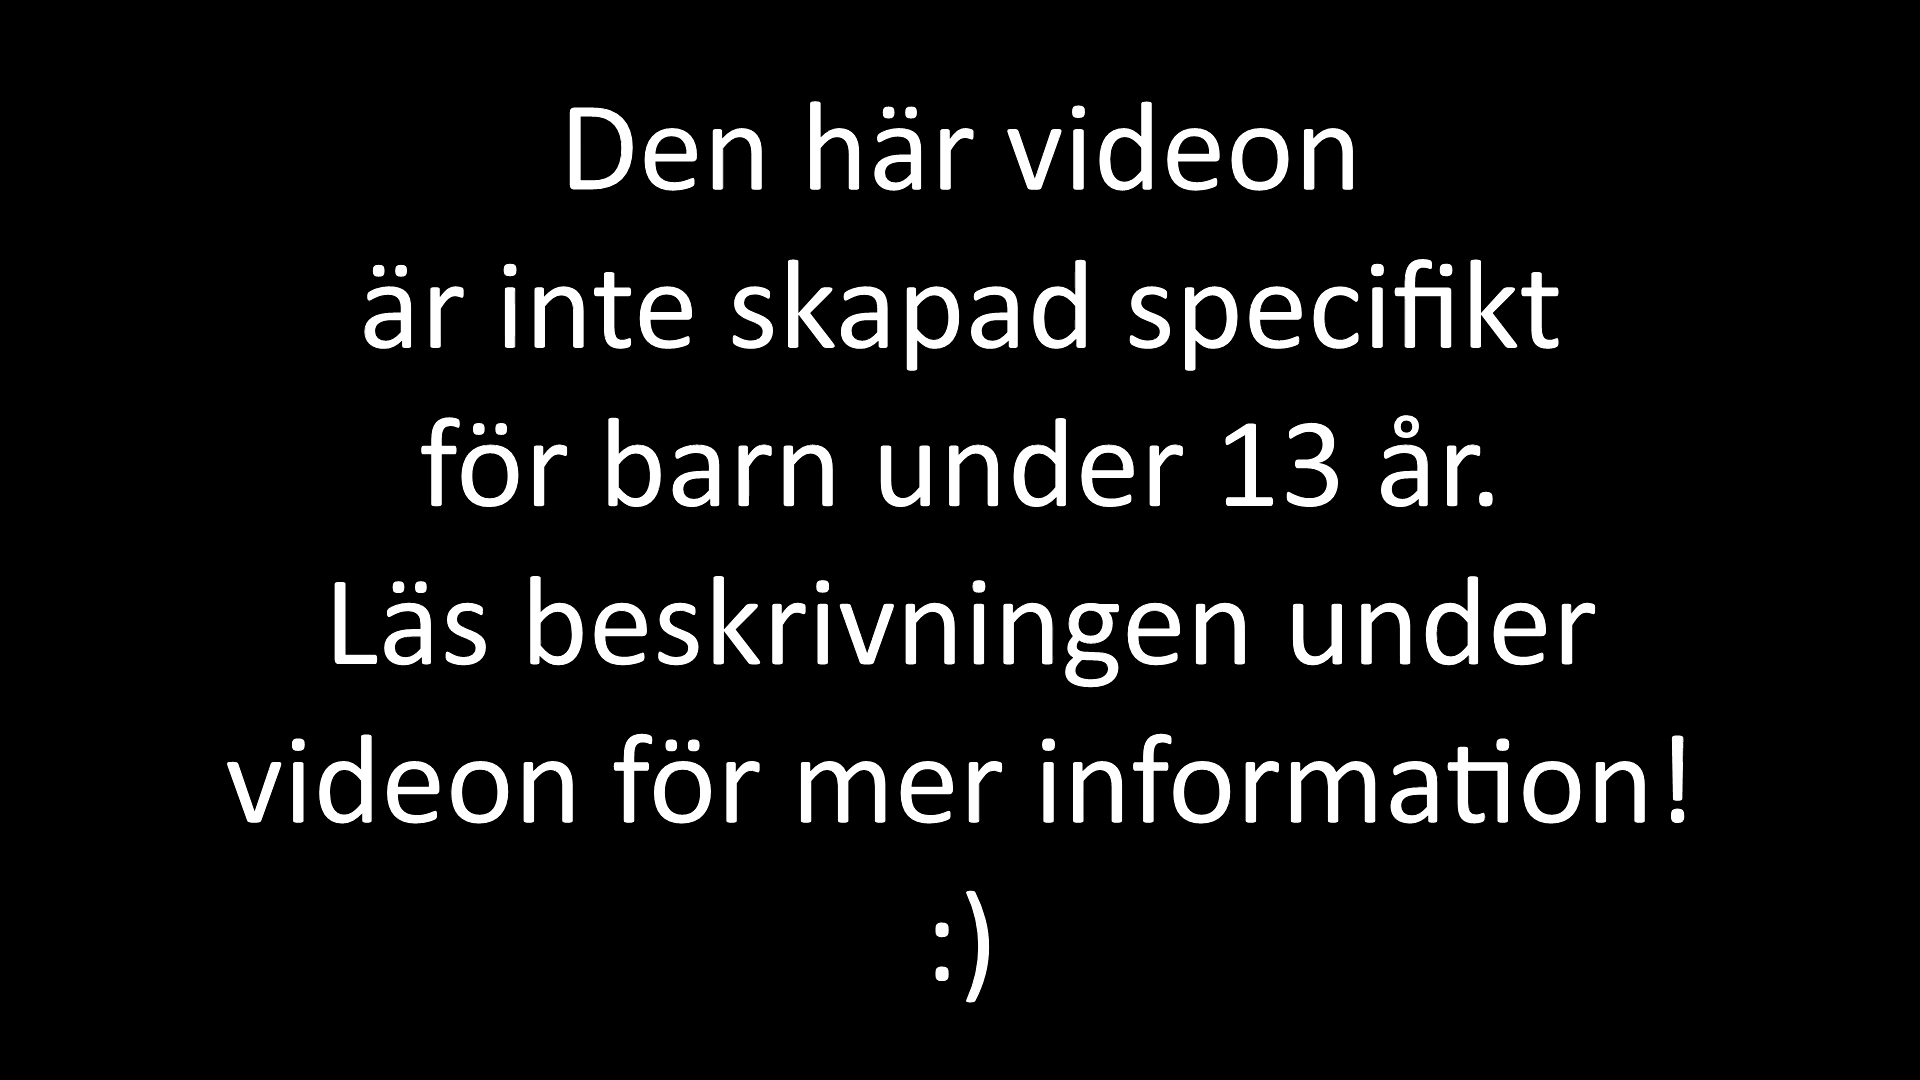 Den här videon
är inte skapad specifikt
för barn under 13 år.
Läs beskrivningen under
videon för mer information!
:)